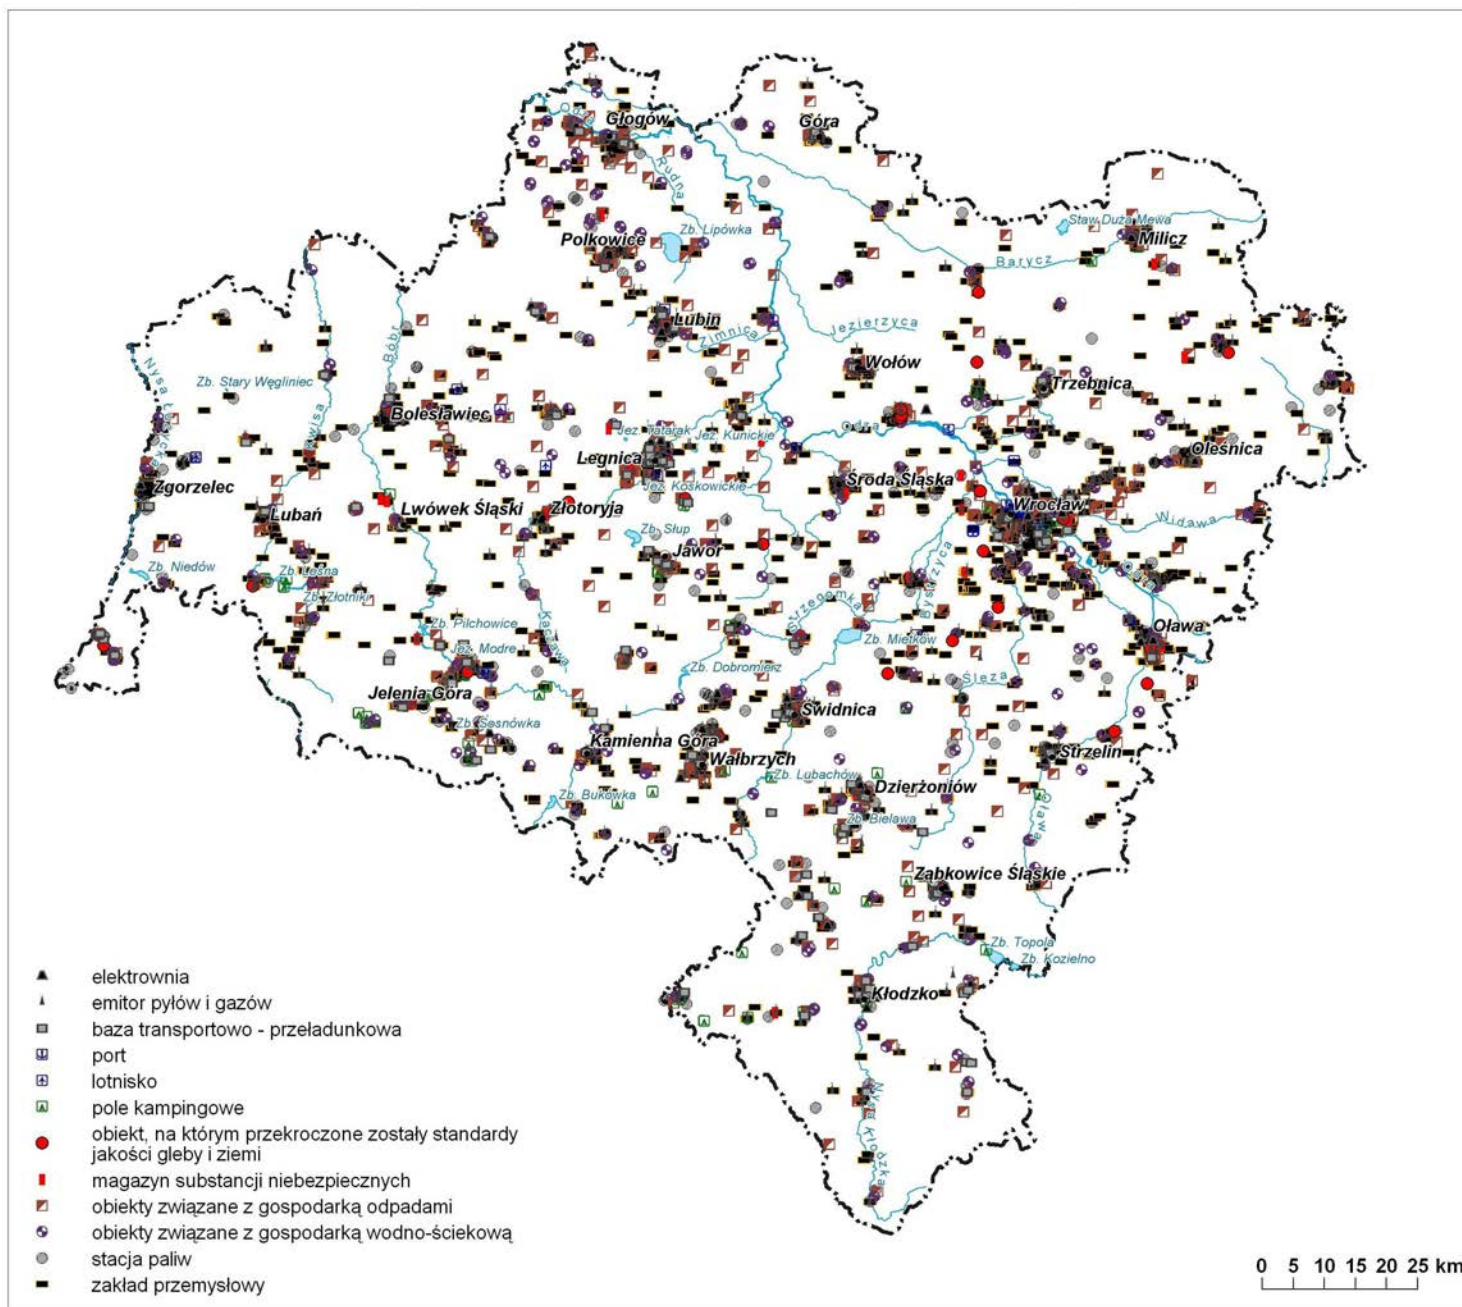 Głogów
Góra
Odra
Rudna
Staw Duża Mewa
Milicz
Polkowice
Zb. Lipówka
Barycz
Lubin
Zimnica
Jezierzyca
Bóbr
Nysa Łużycka
Zb. Stary Węgliniec
Kwisa
Wołów
Trzebnica
Bolesławiec
Jez. Tatarak
Jez. Kunickie
Odra
Oleśnica
Legnica
Zgorzelec
Jez. Koskowickie
Środa Śląska
Lubań
Lwówek Śląski
Złotoryja
Wrocław
Widawa
Zb. Słup
Jawor
Zb. Niedów
Zb. Leśna
Zb. Złotniki
Bystrzyca
Odra
Strzegomka
Kaczawa
Zb. Pilchowice
Zb. Mietków
Oława
Jez. Modre
Zb. Dobromierz
Ślęza
Jelenia Góra
Świdnica
Zb. Sosnówka
Kamienna Góra
Wałbrzych
Strzelin
Zb. Lubachów
Dzierżoniów
Zb. Bukówka
Oława
Zb. Bielawa
Ząbkowice Śląskie
Zb. Topola
Zb. Kozielno
Kłodzko
Nysa Kłodzka
elektrownia
emitor pyłów i gazów
baza transportowo - przeładunkowa
port
lotnisko
pole kampingowe
obiekt, na którym przekroczone zostały standardy
jakości gleby i ziemi
magazyn substancji niebezpiecznych
obiekty związane z gospodarką odpadami
obiekty związane z gospodarką wodno-ściekową
stacja paliw
zakład przemysłowy
0 5 10 15 20 25 km